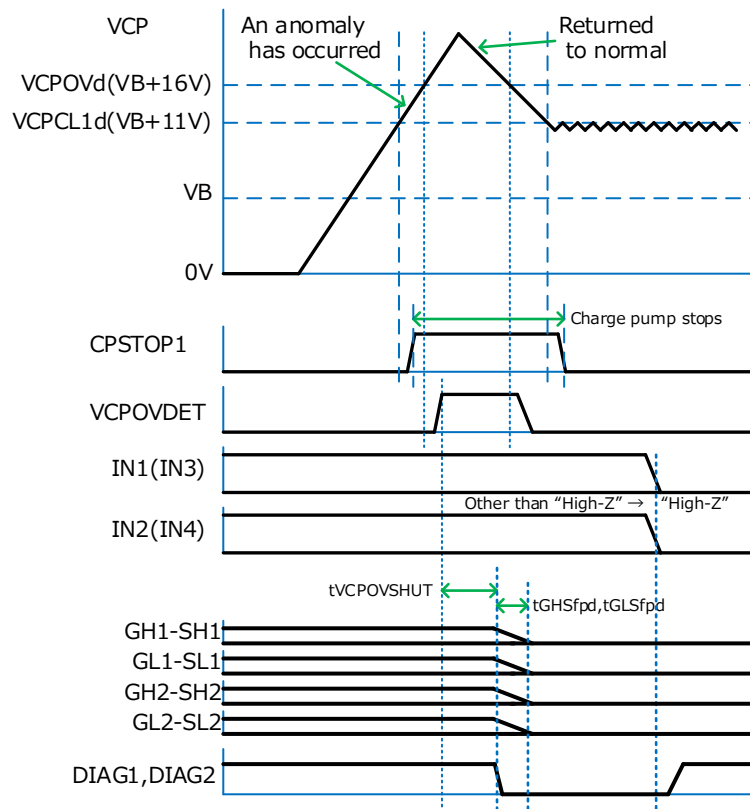 VCP
An anomaly
has occurred
Returned
to normal
VCPOVd(VB+16V)
VCPCL1d(VB+11V)
VB
0V
Charge pump stops
CPSTOP1
VCPOVDET
IN1(IN3)
Other than “High-Z” → “High-Z”
IN2(IN4)
tVCPOVSHUT
tGHSfpd,tGLSfpd
GH1-SH1
GL1-SL1
GH2-SH2
GL2-SL2
DIAG1,DIAG2